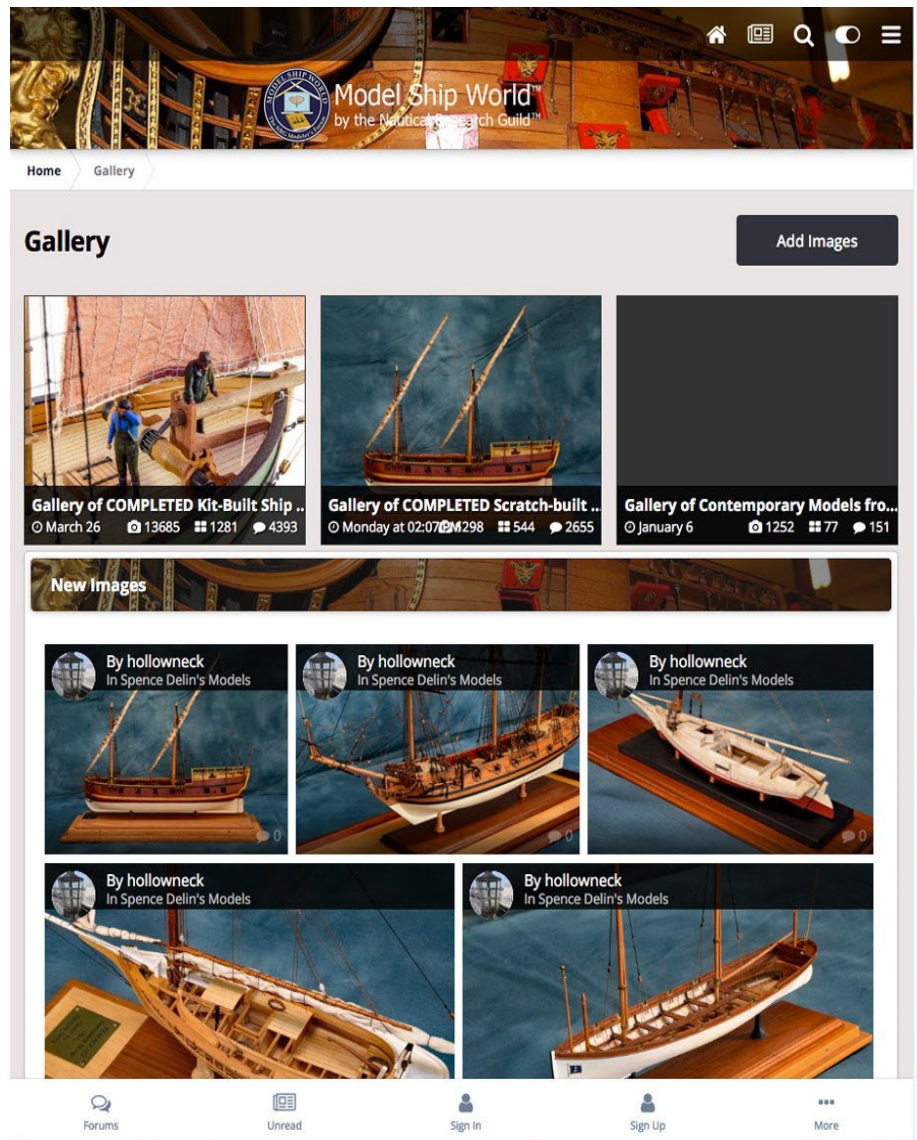 Model Ship World™
by the Nautical Research Guild™
Home
Gallery
Gallery
Add Images
Gallery of COMPLETED Kit-Built Ship ..
March 26 13685 1281 4393
Gallery of COMPLETED Scratch-built ...
Monday at 02:07 PM 298 544 2655
Gallery of Contemporary Models fro...
January 6 1252 77 151
New Images
By hollowneck
In Spence Delin's Models
0
By hollowneck
In Spence Delin's Models
0
By hollowneck
In Spence Delin's Models
0
By hollowneck
In Spence Delin's Models
By hollowneck
In Spence Delin's Models
Forums
Unread
Sign In
Sign Up
More